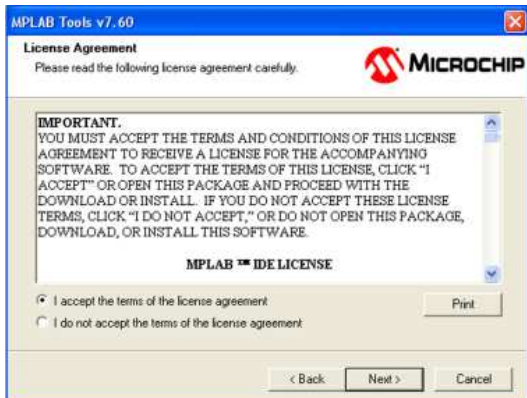 MPLAB Tools v7.60
License Agreement
Please read the following license agreement carefully.
MICROCHIP
IMPORTANT.
YOU MUST ACCEPT THE TERMS AND CONDITIONS OF THIS LICENSE
AGREEMENT TO RECEIVE A LICENSE FOR THE ACCOMPANYING
SOFTWARE. TO ACCEPT THE TERMS OF THIS LICENSE, CLICK “I
ACCEPT” OR OPEN THIS PACKAGE AND PROCEED WITH THE
DOWNLOAD OR INSTALL. IF YOU DO NOT ACCEPT THESE LICENSE
TERMS, CLICK “I DO NOT ACCEPT,” OR DO NOT OPEN THIS PACKAGE,
DOWNLOAD, OR INSTALL THIS SOFTWARE.
MPLAB ™ IDE LICENSE
I accept the terms of the license agreement
Print
I do not accept the terms of the license agreement
< Back Next > Cancel